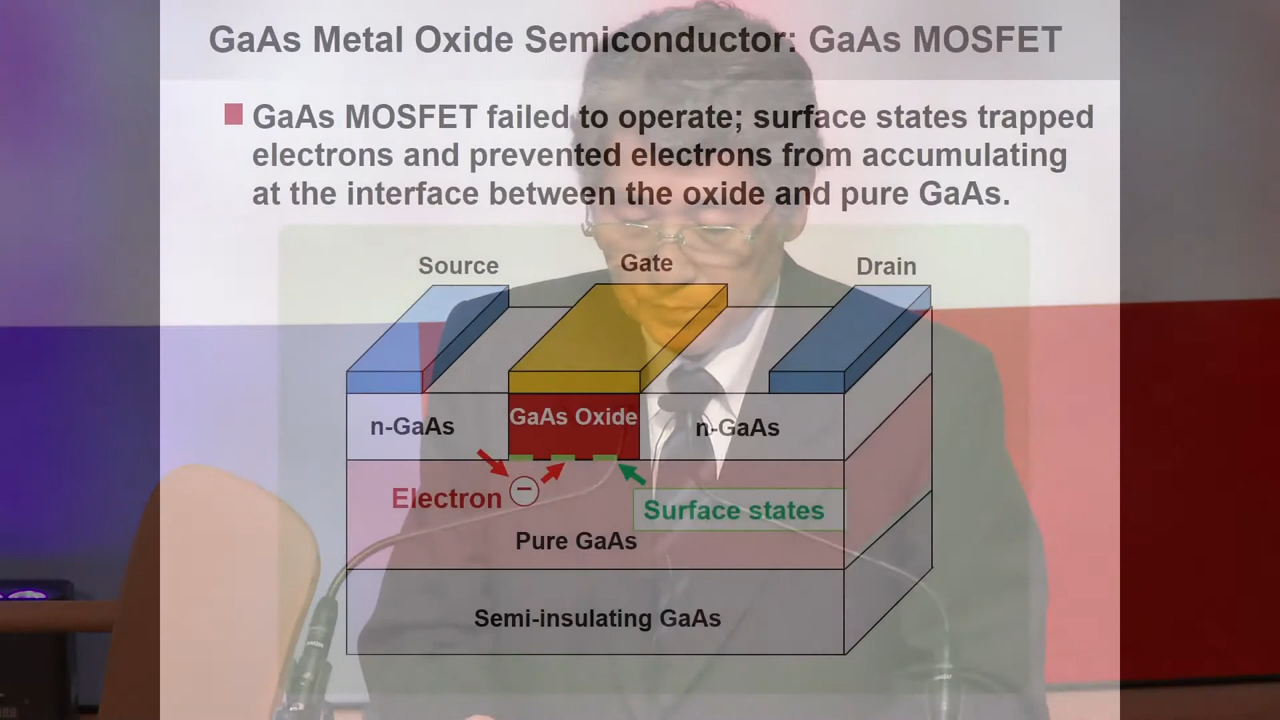 GaAs Metal Oxide Semiconductor: GaAs MOSFET
GaAs MOSFET failed to operate; surface states trapped
electrons and prevented electrons from accumulating
at the interface between the oxide and pure GaAs.
Source
Gate
Drain
n-GaAs
GaAs Oxide
n-GaAs
Electron
−
Surface states
Pure GaAs
Semi-insulating GaAs